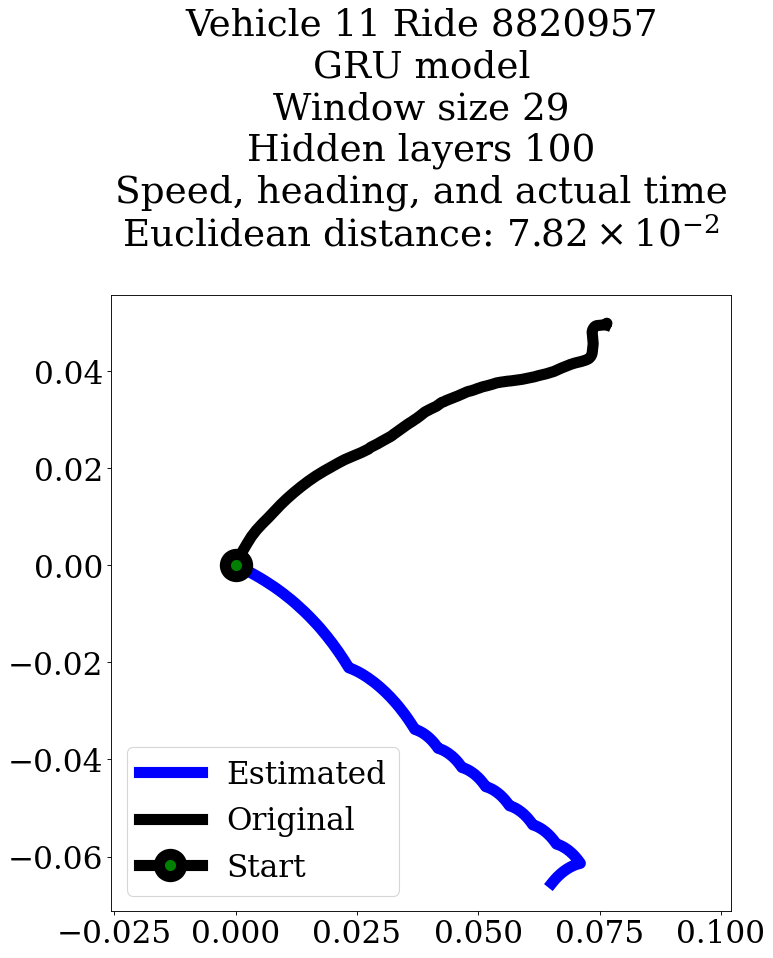 Vehicle 11 Ride 8820957
GRU model
Window size 29
Hidden layers 100
Speed, heading, and actual time
Euclidean distance: 7.82 × 10⁻²
0.04
0.02
0.00
−0.02
−0.04
−0.06
Estimated
Original
Start
−0.025 0.000 0.025 0.050 0.075 0.100